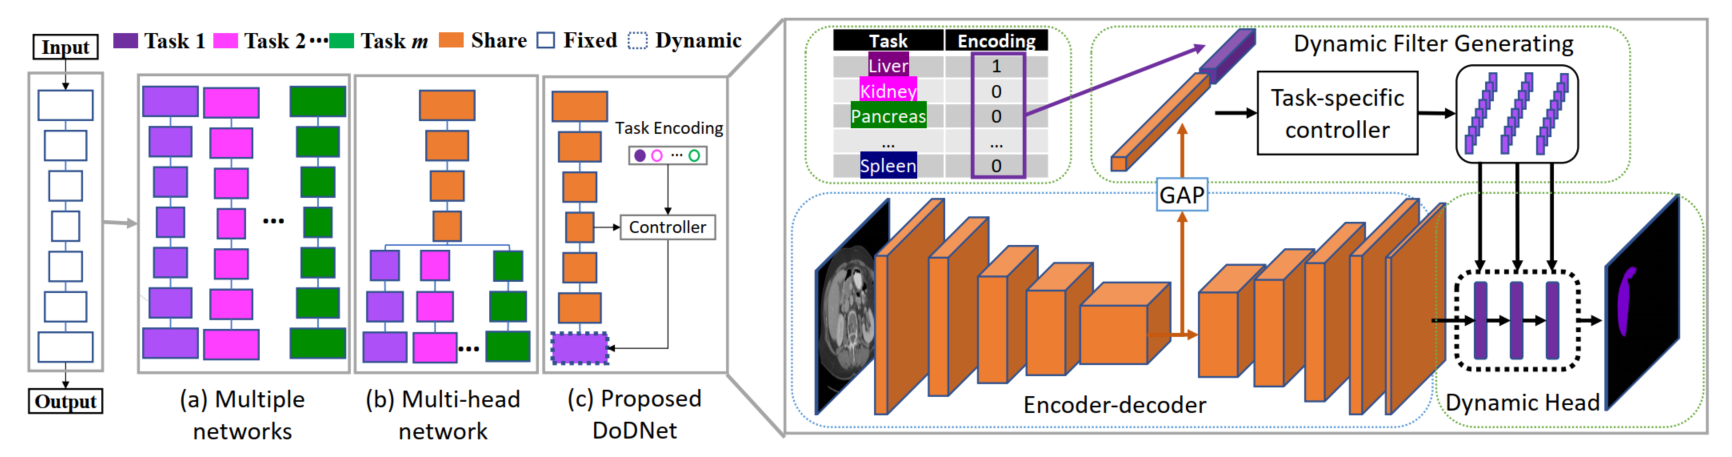 Input
Task 1 Task 2 ••• Task m Share Fixed Dynamic
Output
•••
(a) Multiple
networks
•••
(b) Multi-head
network
Task Encoding
•••
Controller
(c) Proposed
DoDNet
Task Encoding
Liver 1
Kidney 0
Pancreas 0
... ...
Spleen 0
Dynamic Filter Generating
Task-specific
controller
GAP
Encoder-decoder
Dynamic Head